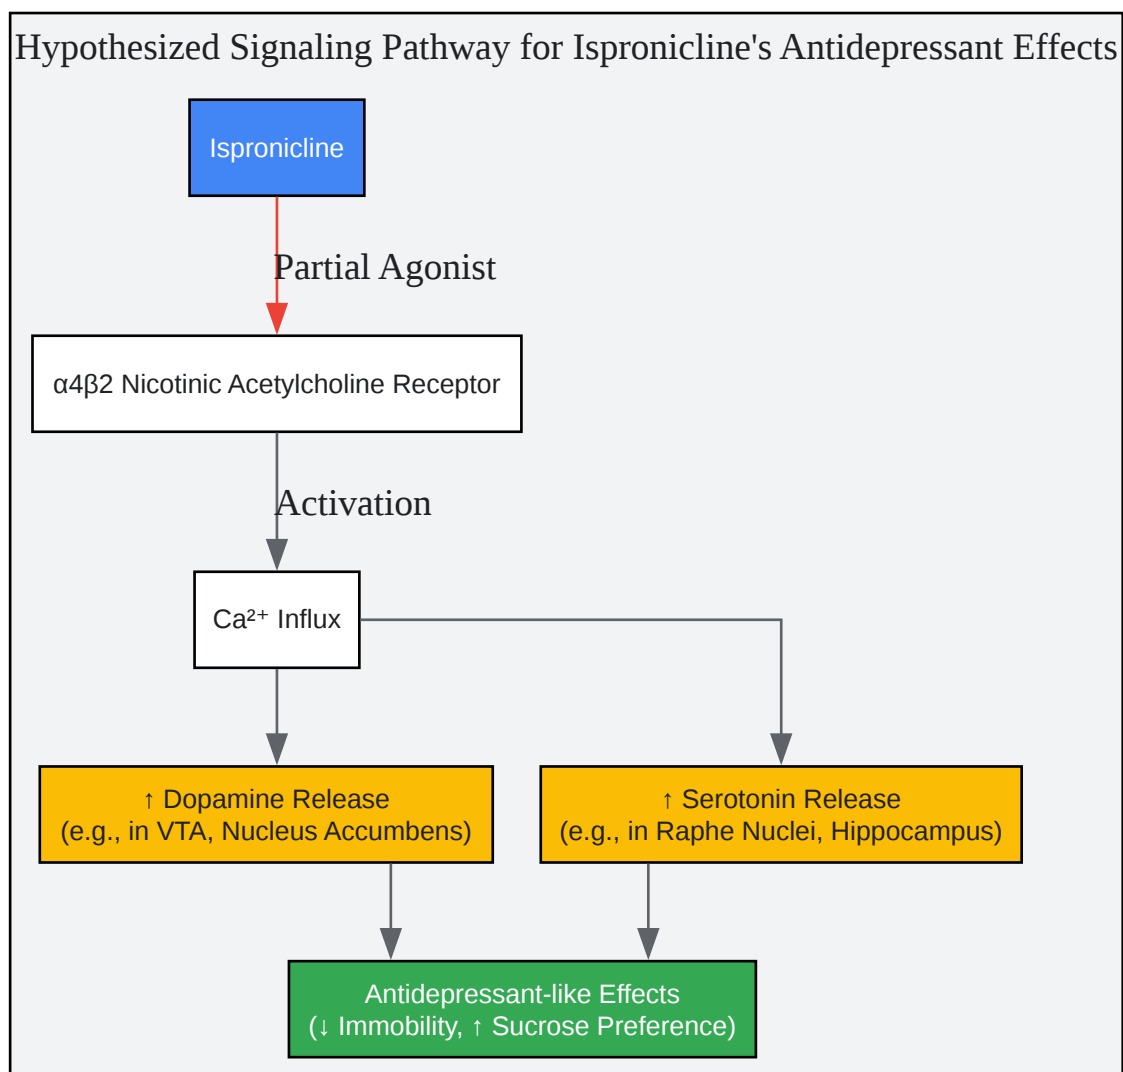 Hypothesized Signaling Pathway for Ispronicline's Antidepressant Effects
Ispronicline
Partial Agonist
α4β2 Nicotinic Acetylcholine Receptor
Activation
Ca²⁺ Influx
↑ Dopamine Release
(e.g., in VTA, Nucleus Accumbens)
↑ Serotonin Release
(e.g., in Raphe Nuclei, Hippocampus)
Antidepressant-like Effects
(↓ Immobility, ↑ Sucrose Preference)